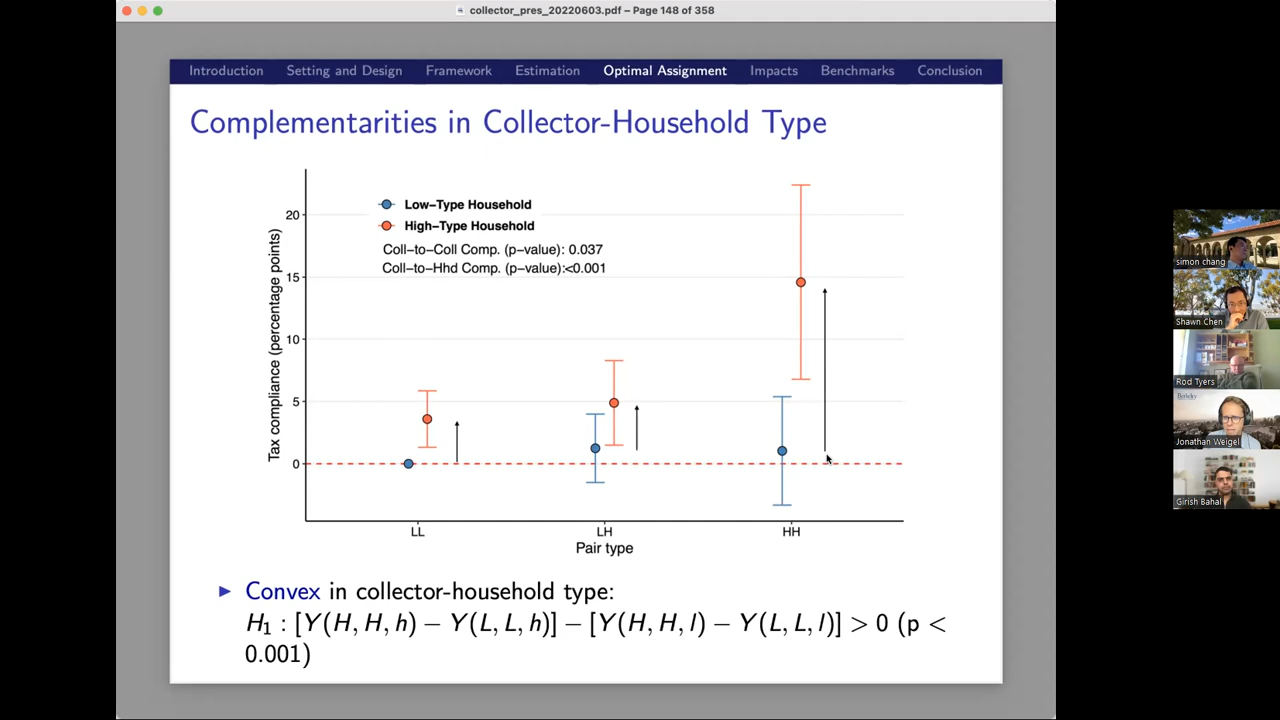 collector_pres_20220603.pdf – Page 148 of 358
Introduction Setting and Design Framework Estimation Optimal Assignment Impacts Benchmarks Conclusion
Complementarities in Collector-Household Type
Low–Type Household
High–Type Household
Coll–to–Coll Comp. (p–value): 0.037
Coll–to–Hhd Comp. (p–value):<0.001
Tax compliance (percentage points)
20
15
10
5
0
LL LH HH
Pair type
▶ Convex in collector-household type:
H₁ : [Y(H, H, h) − Y(L, L, h)] − [Y(H, H, l) − Y(L, L, l)] > 0 (p <
0.001)
simon chang
Shawn Chen
Rod Tyers
Berkeley
Jonathan Weigel
Girish Bahal